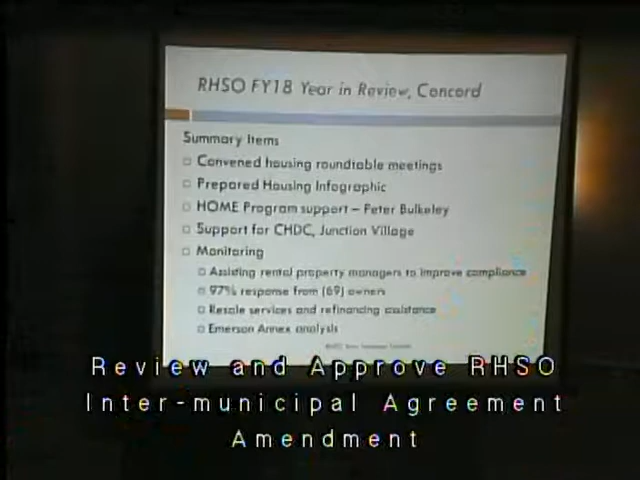 RHSO FY18 Year in Review, Concord
Summary Items
Convened housing roundtable meetings
Prepared Housing Infographic
HOME Program support – Peter Bulkeley
Support for CHDC, Junction Village
Monitoring
Assisting rental property managers to improve compliance
97% response from (69) owners
Resale services and refinancing assistance
Emerson Annex analysis
Review and Approve RHSO
Inter-municipal Agreement
Amendment